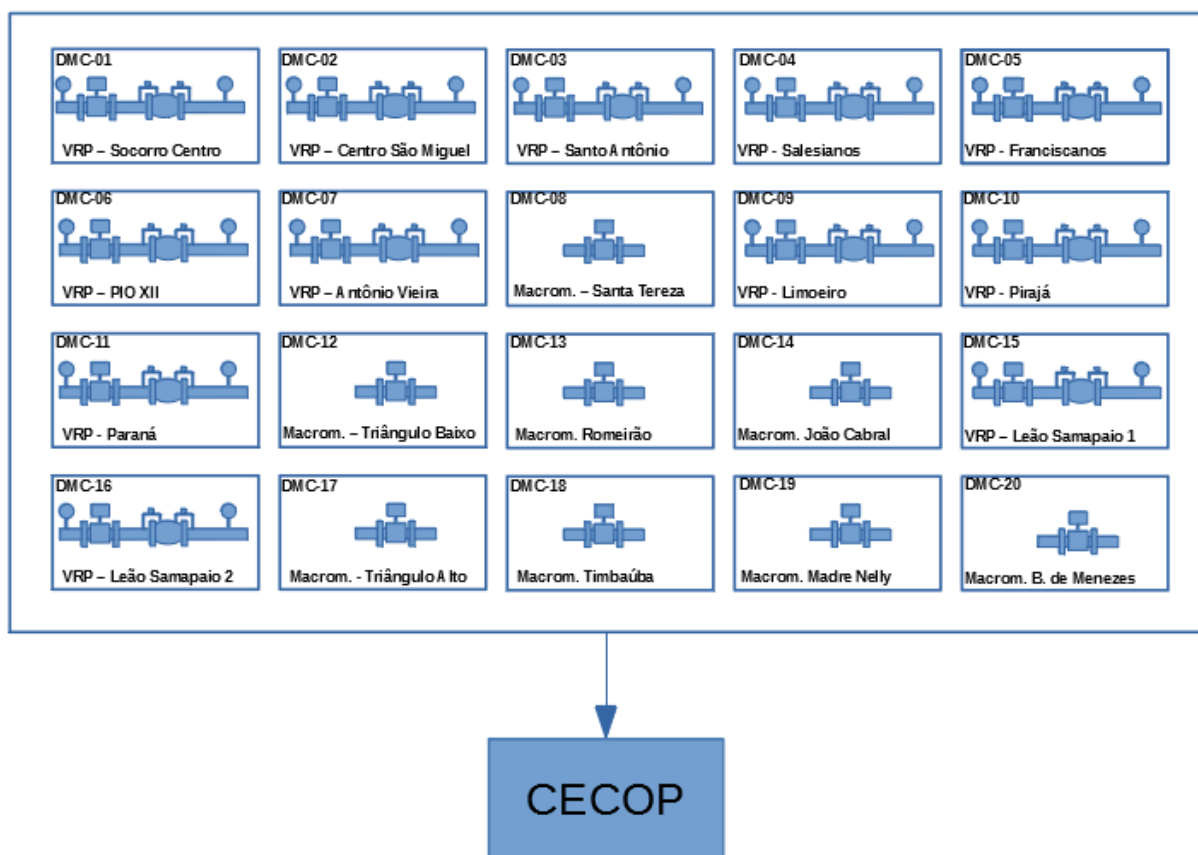 DMC-01
VRP – Socorro Centro
DMC-02
VRP – Centro São Miguel
DMC-03
VRP – Santo Antônio
DMC-04
VRP - Salesianos
DMC-05
VRP - Franciscanos
DMC-06
VRP – PIO XII
DMC-07
VRP – Antônio Vieira
DMC-08
Macrom. – Santa Tereza
DMC-09
VRP - Limoeiro
DMC-10
VRP - Pirajá
DMC-11
VRP - Paraná
DMC-12
Macrom. – Triângulo Baixo
DMC-13
Macrom. Romeirão
DMC-14
Macrom. João Cabral
DMC-15
VRP – Leão Samapaio 1
DMC-16
VRP – Leão Samapaio 2
DMC-17
Macrom. - Triângulo Alto
DMC-18
Macrom. Timbaúba
DMC-19
Macrom. Madre Nelly
DMC-20
Macrom. B. de Menezes
CECOP